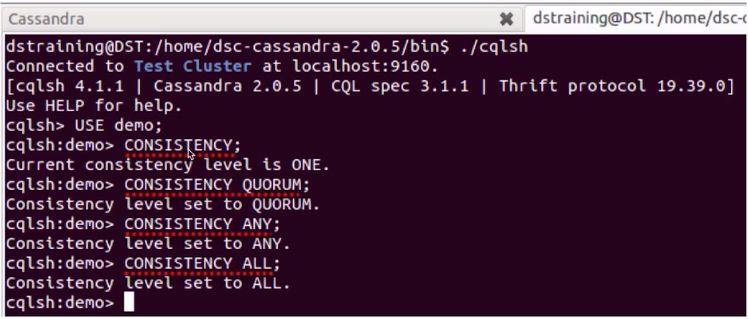 Cassandra
dstraining@DST: /home/dsc-c
dstraining@DST:/home/dsc-cassandra-2.0.5/bin$ ./cqlsh
Connected to Test Cluster at localhost:9160.
[cqlsh 4.1.1 | Cassandra 2.0.5 | CQL spec 3.1.1 | Thrift protocol 19.39.0]
Use HELP for help.
cqlsh> USE demo;
cqlsh:demo> CONSISTENCY;
Current consistency level is ONE.
cqlsh:demo> CONSISTENCY QUORUM;
Consistency level set to QUORUM.
cqlsh:demo> CONSISTENCY ANY;
Consistency level set to ANY.
cqlsh:demo> CONSISTENCY ALL;
Consistency level set to ALL.
cqlsh:demo>